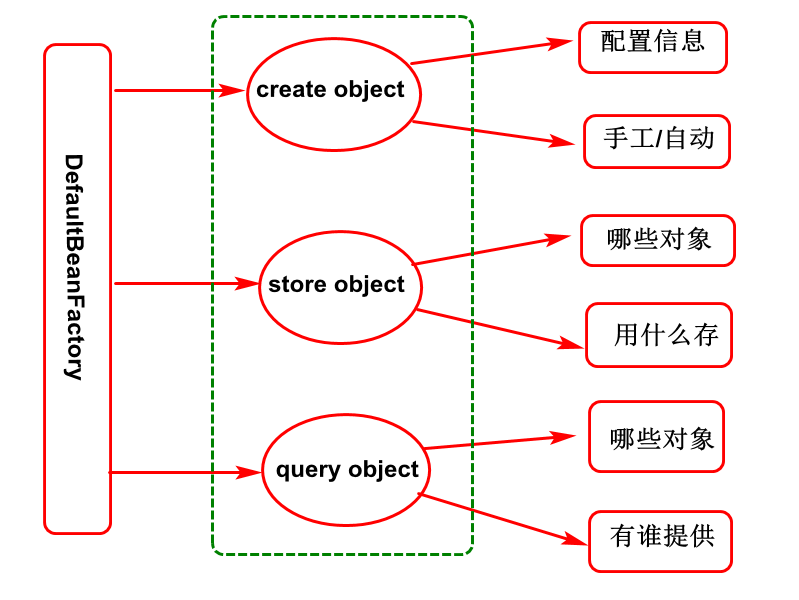 DefaultBeanFactory
create object
配置信息
手工/自动
store object
哪些对象
用什么存
query object
哪些对象
有谁提供